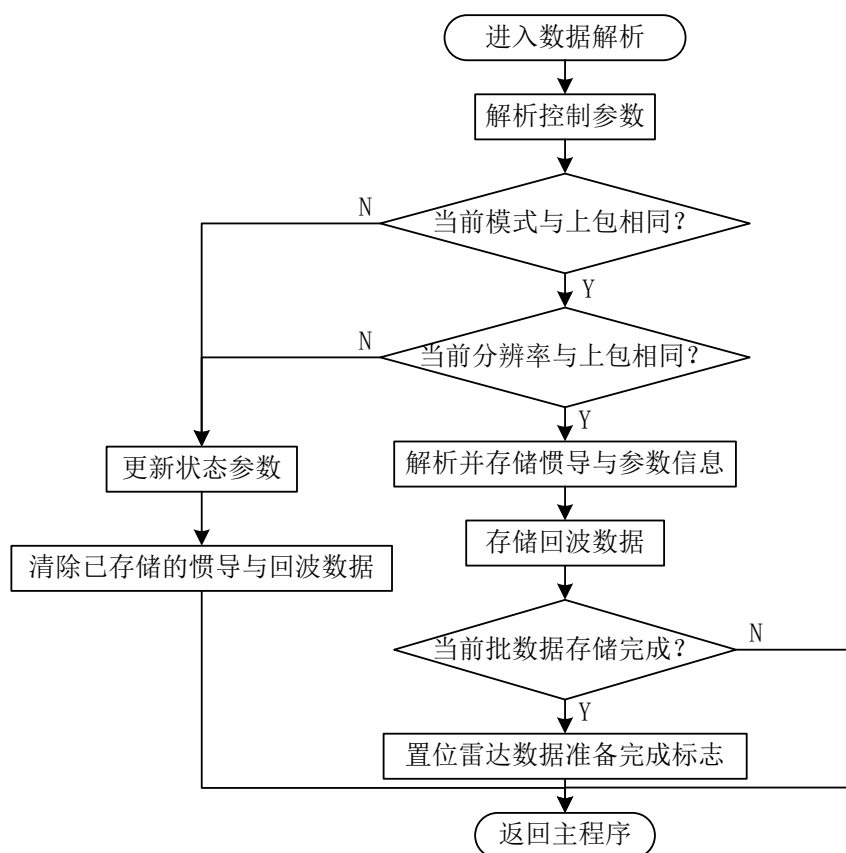 进入数据解析
解析控制参数
当前模式与上包相同?
N
Y
当前分辨率与上包相同?
N
Y
更新状态参数
解析并存储惯导与参数信息
清除已存储的惯导与回波数据
存储回波数据
当前批数据存储完成?
N
Y
置位雷达数据准备完成标志
返回主程序